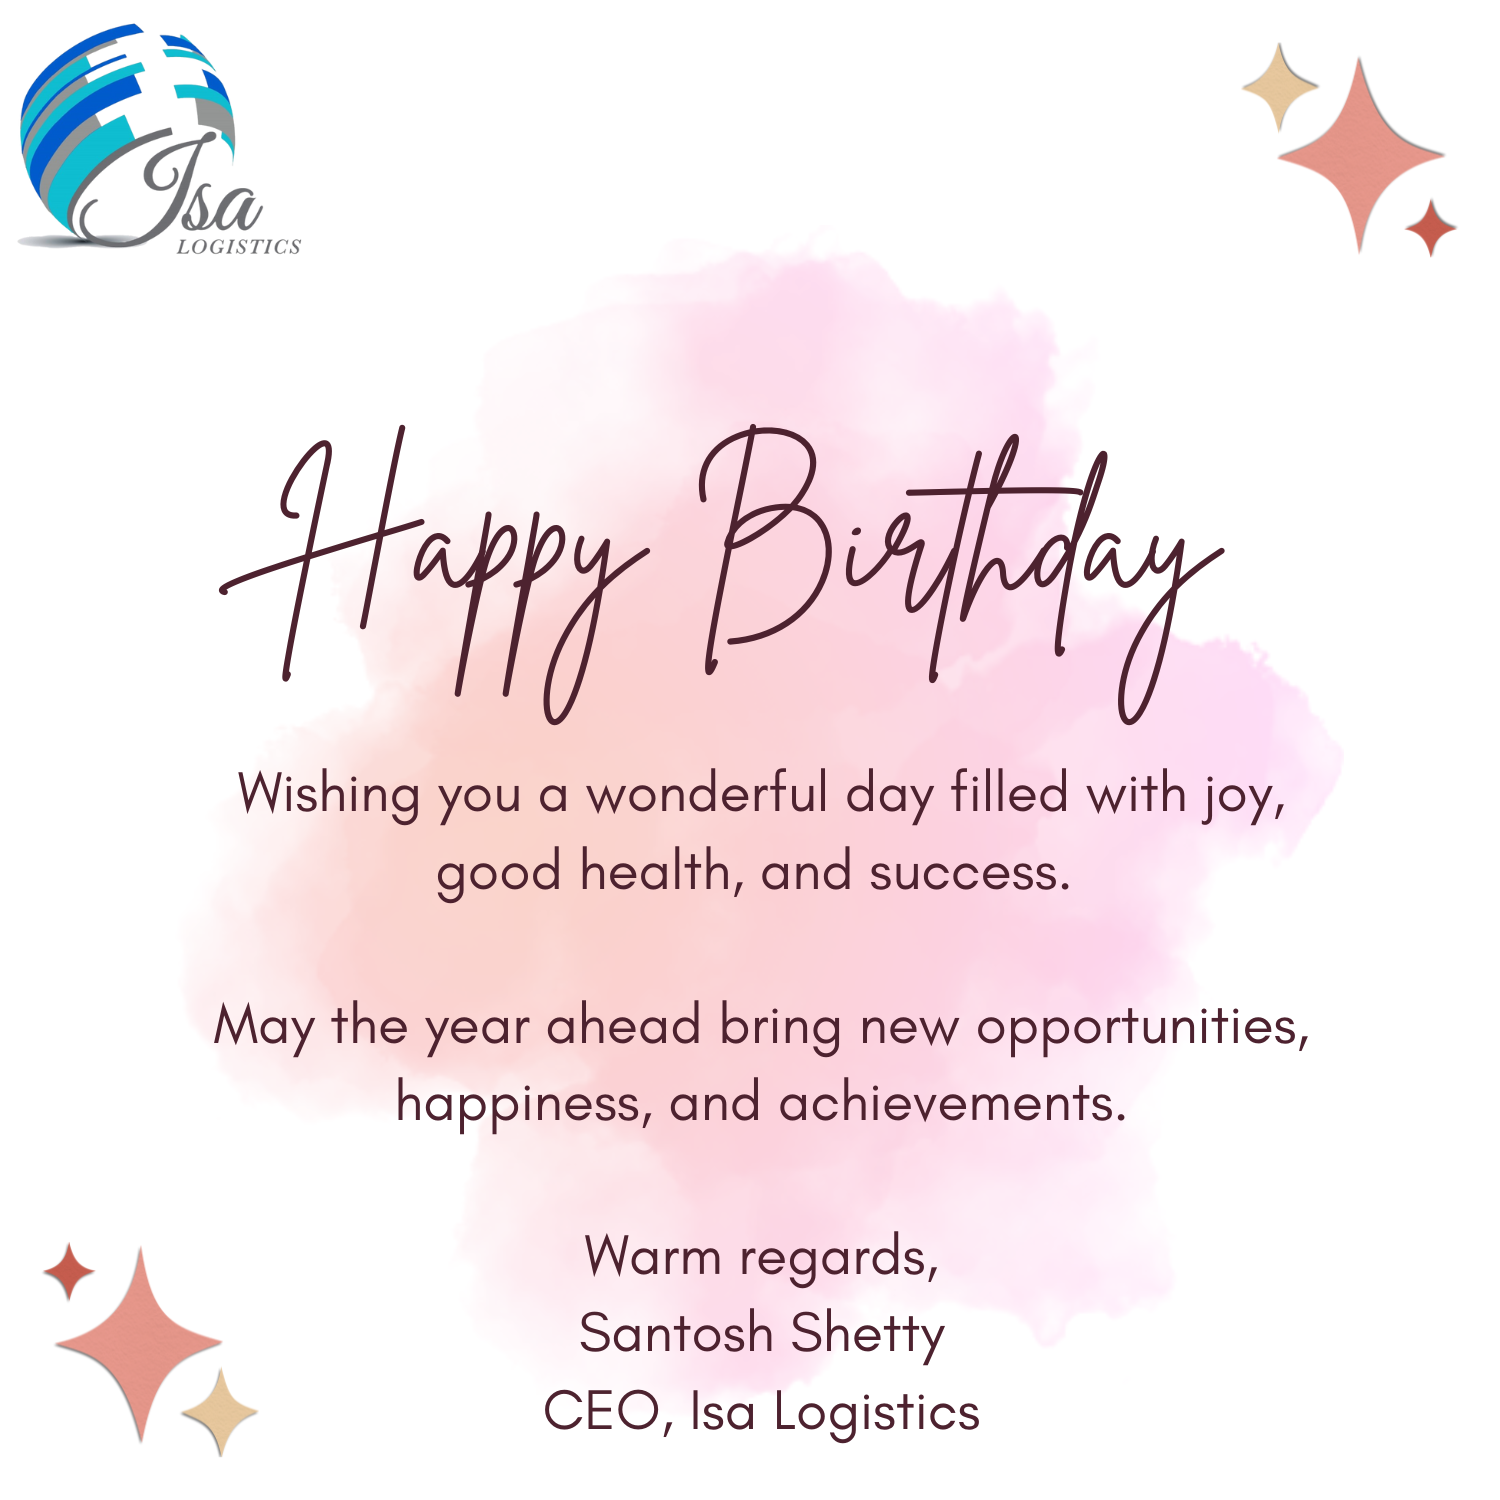 Isa
LOGISTICS
Happy Birthday
Wishing you a wonderful day filled with joy,
good health, and success.
May the year ahead bring new opportunities,
happiness, and achievements.
Warm regards,
Santosh Shetty
CEO, Isa Logistics